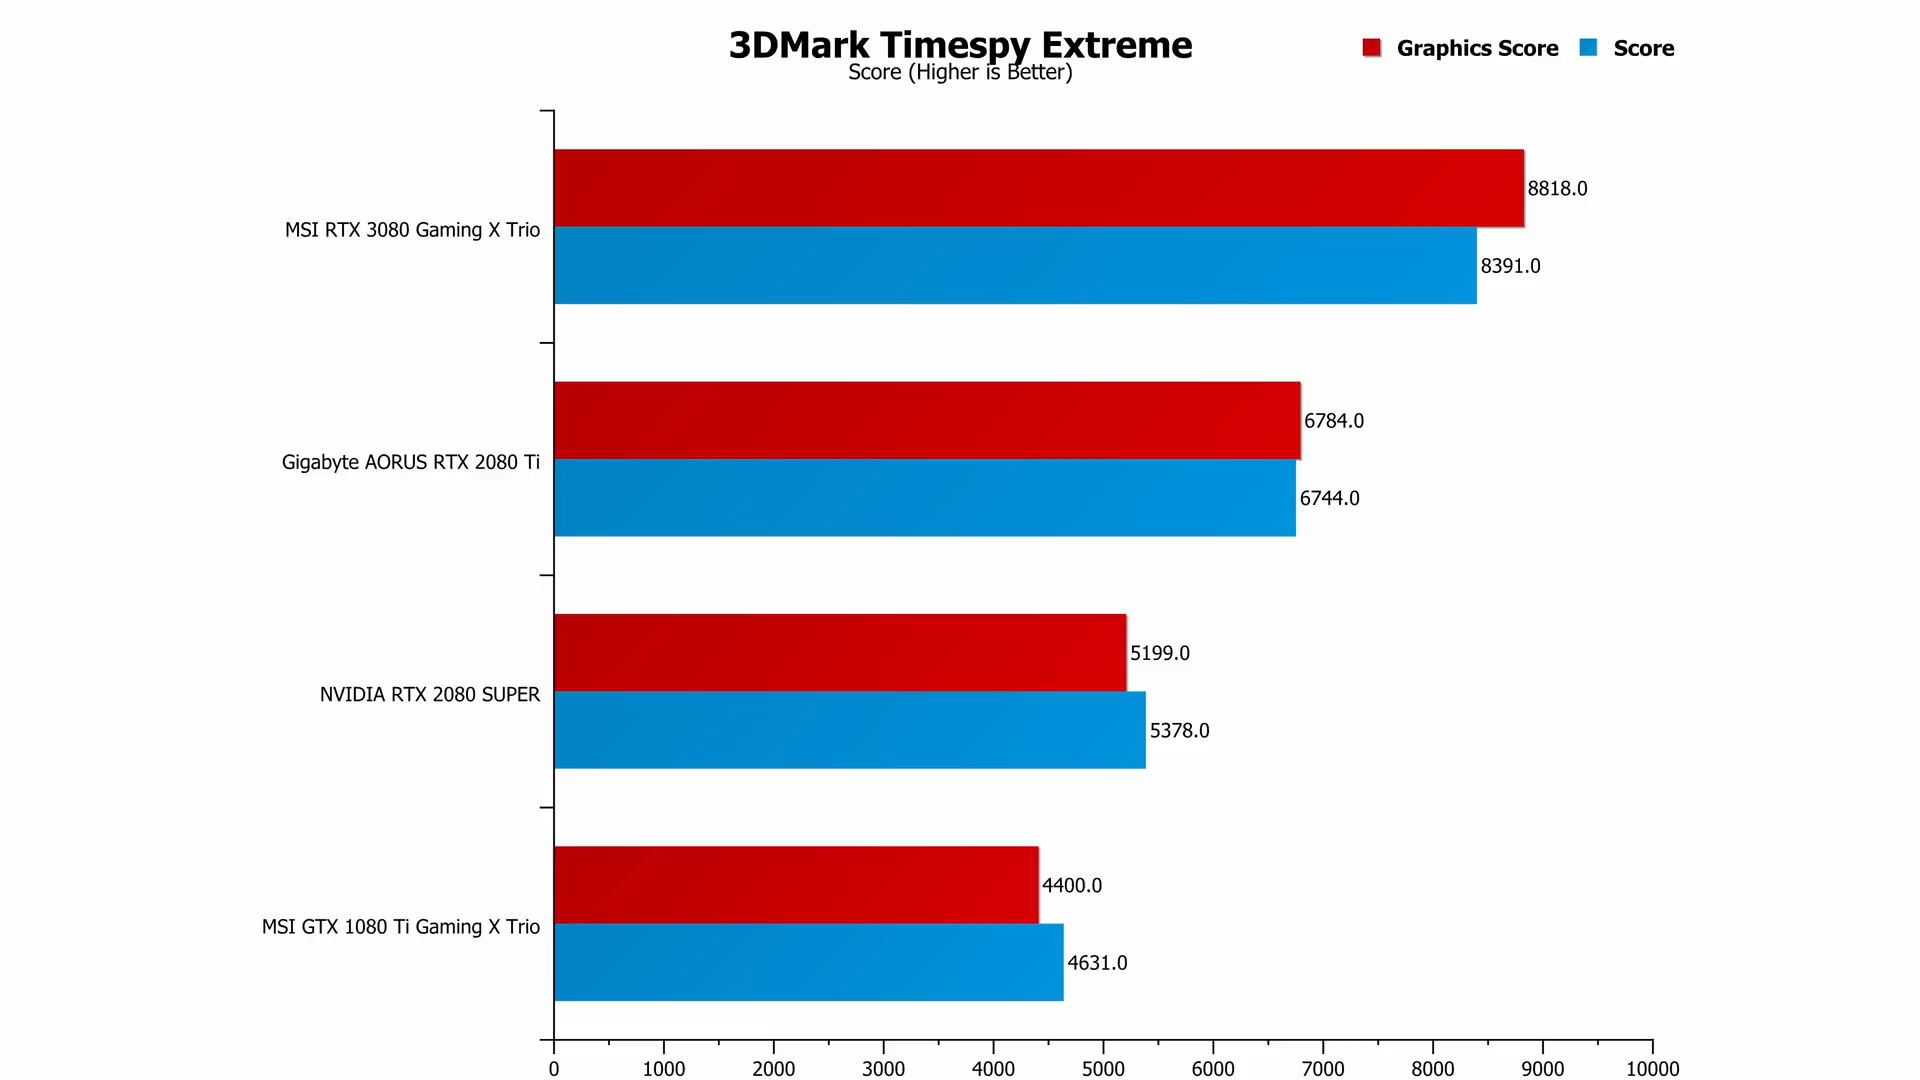 3DMark Timespy Extreme
Score (Higher is Better)
Graphics Score
Score
MSI RTX 3080 Gaming X Trio
8818.0
8391.0
Gigabyte AORUS RTX 2080 Ti
6784.0
6744.0
NVIDIA RTX 2080 SUPER
5199.0
5378.0
MSI GTX 1080 Ti Gaming X Trio
4400.0
4631.0
0 1000 2000 3000 4000 5000 6000 7000 8000 9000 10000